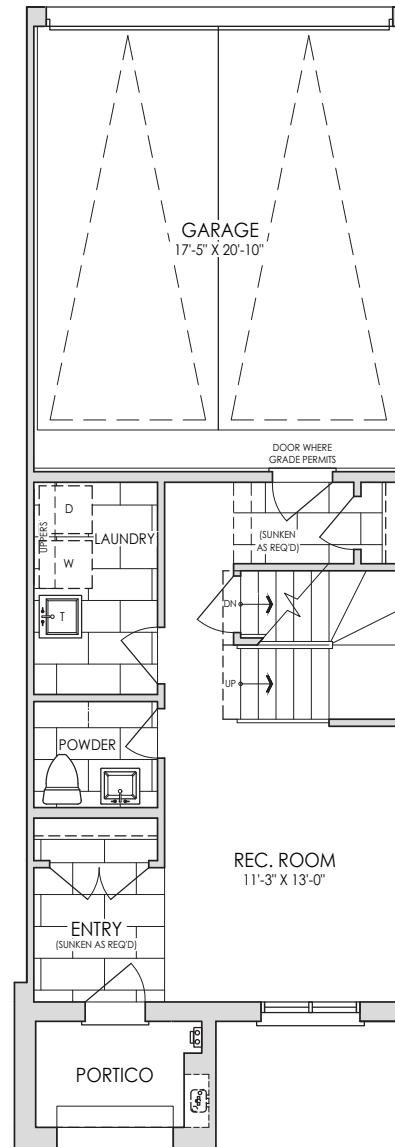 GARAGE
17'-5" X 20'-10"
DOOR WHERE
GRADE PERMITS
D
UPPERS
LAUNDRY
(SUNKEN
AS REQ'D)
W
T
DN
UP
POWDER
REC. ROOM
11'-3" X 13'-0"
ENTRY
(SUNKEN AS REQ'D)
PORTICO